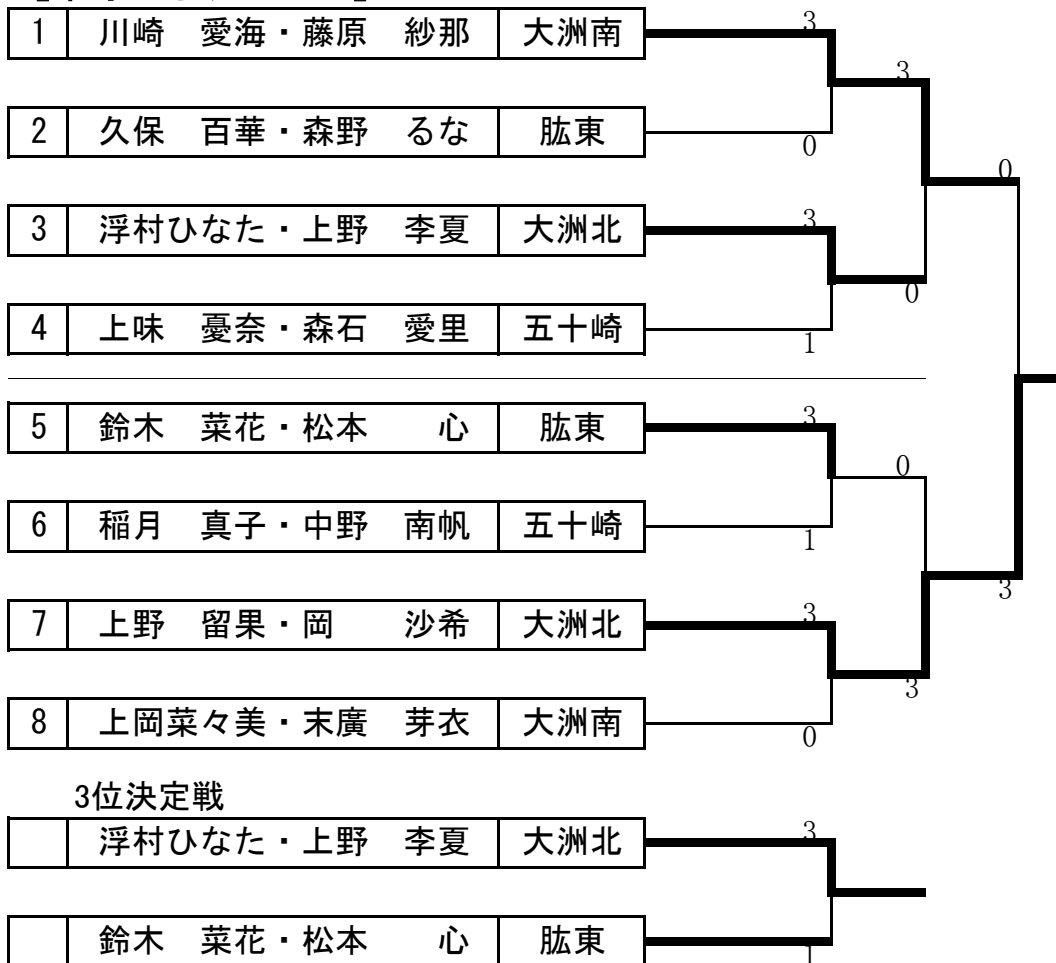 1 川崎　愛海・藤原　紗那 大洲南 3
3
2 久保　百華・森野　るな 肱東 0
0
3 浮村ひなた・上野　李夏 大洲北 3
0
4 上味　憂奈・森石　愛里 五十崎 1
5 鈴木　菜花・松本　　心 肱東 3
0
6 稲月　真子・中野　南帆 五十崎 1
3
7 上野　留果・岡　　沙希 大洲北 3
3
8 上岡菜々美・末廣　芽衣 大洲南 0
3位決定戦
浮村ひなた・上野　李夏 大洲北 3
鈴木　菜花・松本　　心 肱東 1